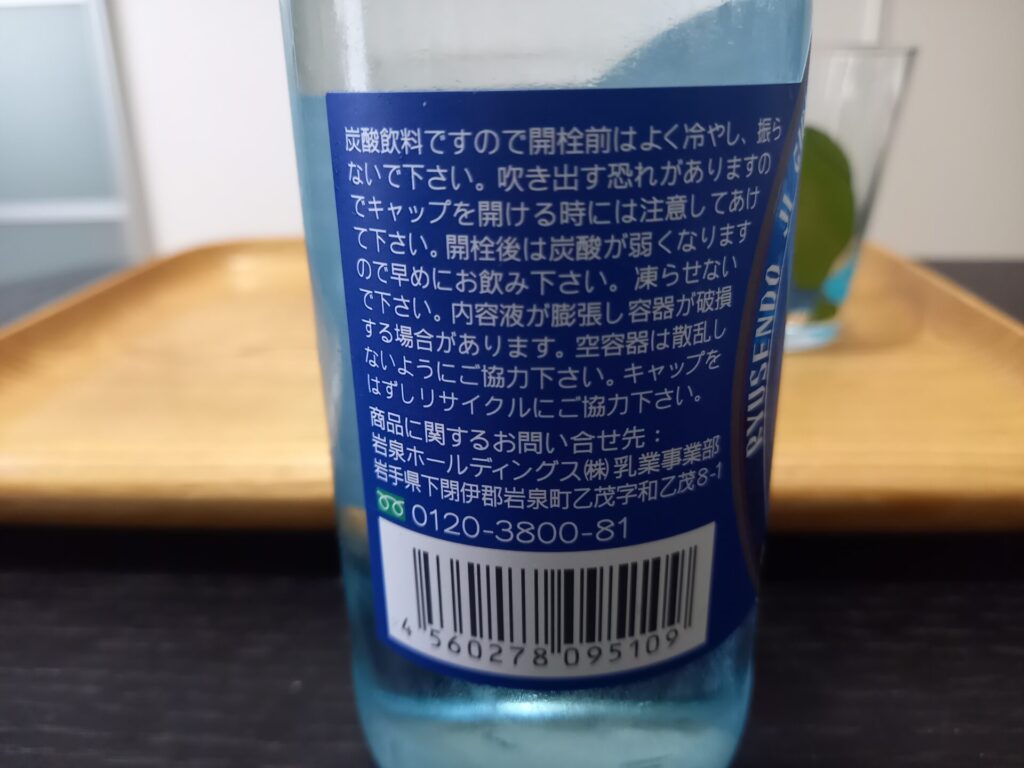 炭酸飲料ですので開栓前はよく冷やし、振ら
ないで下さい。吹き出す恐れがありますの
でキャップを開ける時には注意してあけ
て下さい。開栓後は炭酸が弱くなります
ので早めにお飲み下さい。凍らせない
で下さい。内容液が膨張し容器が破損
する場合があります。空容器は散乱し
ないようにご協力下さい。キャップを
はずしリサイクルにご協力下さい。
商品に関するお問い合せ先：
岩泉ホールディングス㈱乳業事業部
岩手県下閉伊郡岩泉町乙茂字和乙茂8-1
0120-3800-81
4 560278 095109
RYUSENDO